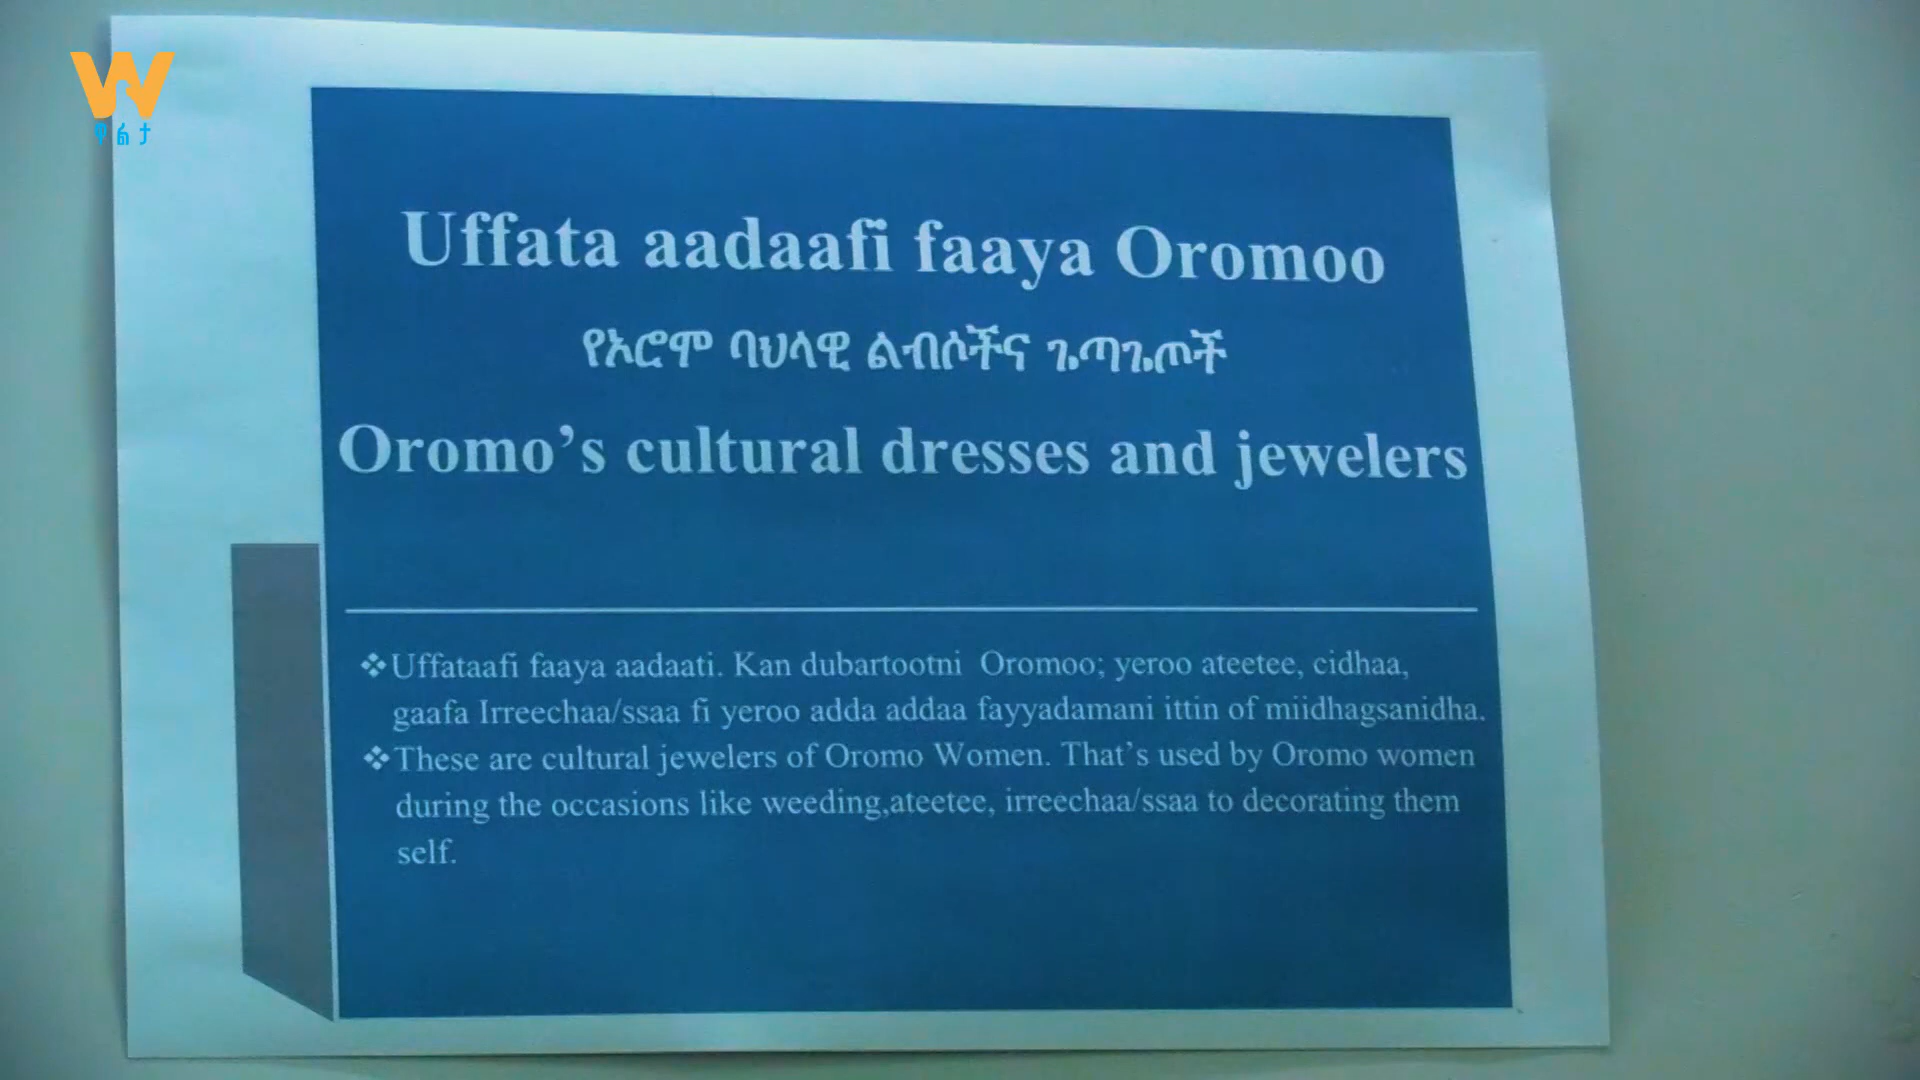 ዋልታ
Uffata aadaafi faaya Oromoo
የኦሮሞ ባህላዊ ልብሶችና ጌጣጌጦች
Oromo’s cultural dresses and jewelers
❖Uffataafi faaya aadaati. Kan dubartootni Oromoo; yeroo ateetee, cidhaa,
gaafa Irreechaa/ssaa fi yeroo adda addaa fayyadamani ittin of miidhagsanidha.
❖These are cultural jewelers of Oromo Women. That’s used by Oromo women
during the occasions like weeding,ateetee, irreechaa/ssaa to decorating them
self.